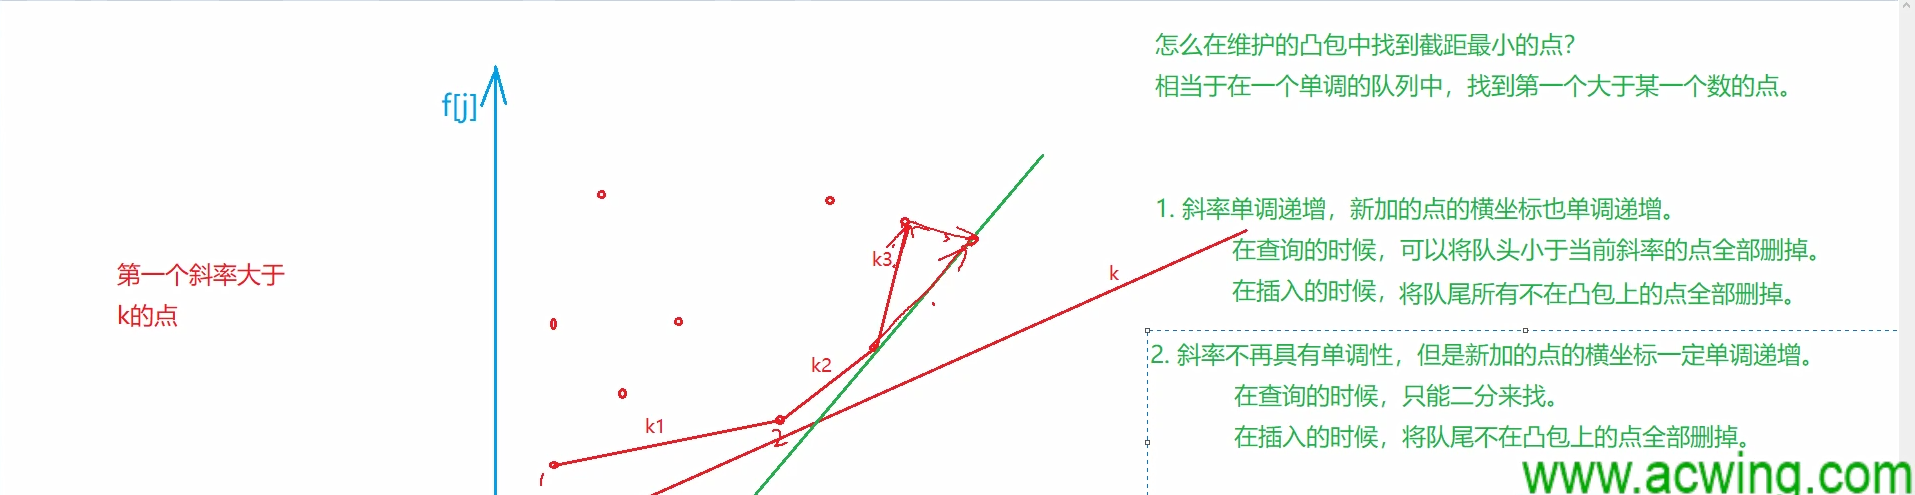 怎么在维护的凸包中找到截距最小的点？
相当于在一个单调的队列中，找到第一个大于某一个数的点。
f[j]
1. 斜率单调递增，新加的点的横坐标也单调递增。
在查询的时候，可以将队头小于当前斜率的点全部删掉。
在插入的时候，将队尾所有不在凸包上的点全部删掉。
第一个斜率大于
k的点
k3
k
2. 斜率不再具有单调性，但是新加的点的横坐标一定单调递增。
在查询的时候，只能二分来找。
在插入的时候，将队尾不在凸包上的点全部删掉。
k2
k1
2
1
www.acwing.com